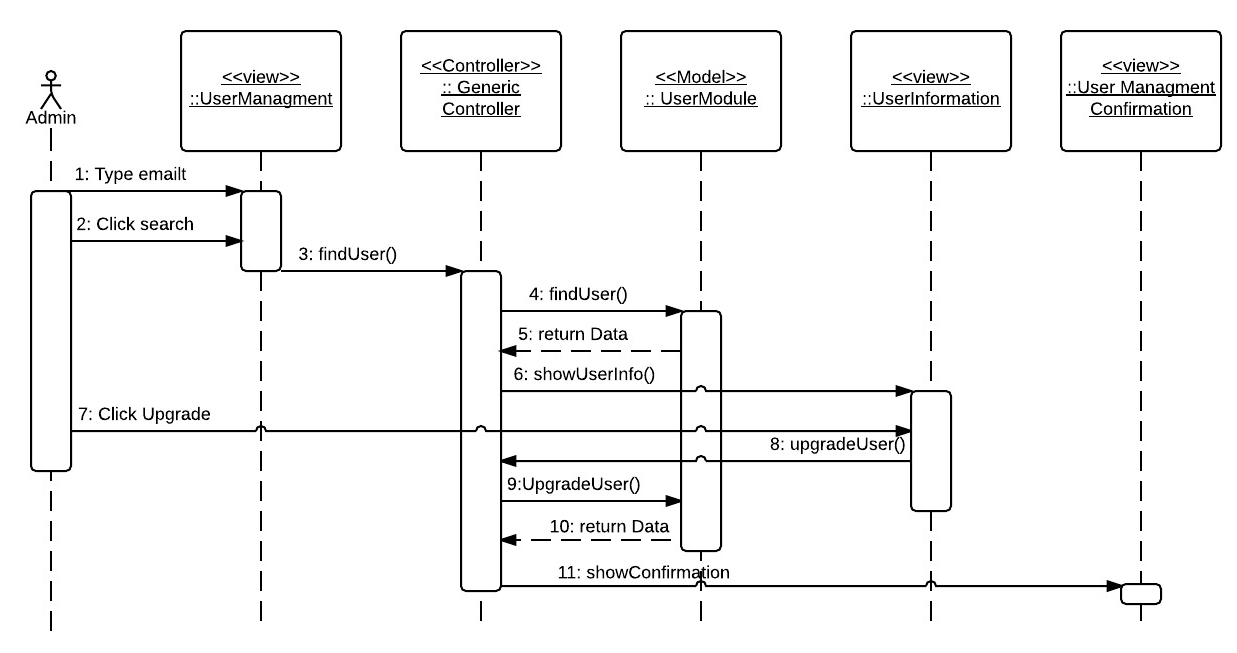 Admin
<<view>>
::UserManagment
<<Controller>>
:: Generic
Controller
<<Model>>
:: UserModule
<<view>>
::UserInformation
<<view>>
::User Managment
Confirmation
1: Type emailt
2: Click search
3: findUser()
4: findUser()
5: return Data
6: showUserInfo()
7: Click Upgrade
8: upgradeUser()
9:UpgradeUser()
10: return Data
11: showConfirmation